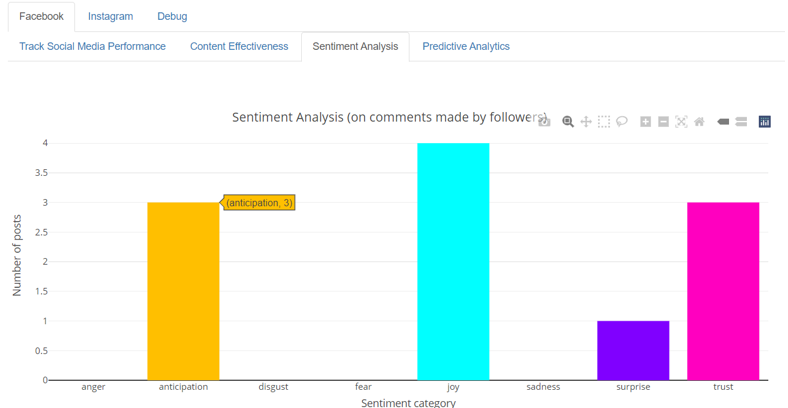 Facebook Instagram Debug
Track Social Media Performance Content Effectiveness Sentiment Analysis Predictive Analytics
Sentiment Analysis (on comments made by followers)
4
3.5
3
(anticipation, 3)
2.5
2
1.5
1
0.5
0
Number of posts
anger anticipation disgust fear joy sadness surprise trust
Sentiment category